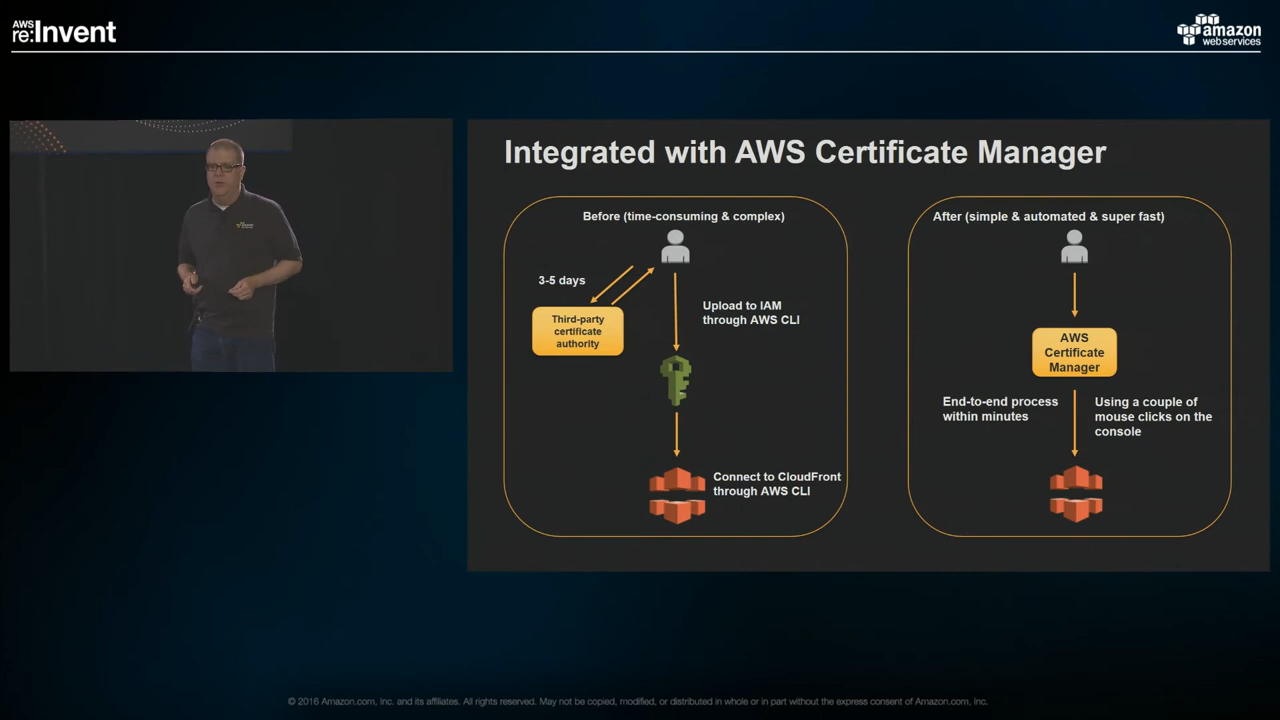 AWS
re:Invent
amazon
web services
Integrated with AWS Certificate Manager
Before (time-consuming & complex)
3-5 days
Third-party
certificate
authority
Upload to IAM
through AWS CLI
Connect to CloudFront
through AWS CLI
After (simple & automated & super fast)
AWS
Certificate
Manager
End-to-end process
within minutes
Using a couple of
mouse clicks on the
console
© 2016 Amazon.com, Inc. and its affiliates. All rights reserved. May not be copied, modified, or distributed in whole or in part without the express consent of Amazon.com, Inc.